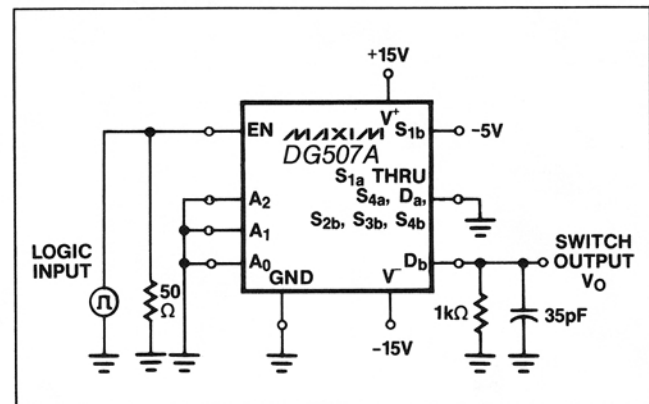 +15V
V+
EN
MAXIM
S1b
-5V
DG507A
S1a THRU
S4a, Da,
S2b, S3b, S4b
A2
A1
A0
LOGIC
INPUT
50
Ω
GND
V-
Db
SWITCH
OUTPUT
VO
1kΩ
35pF
-15V